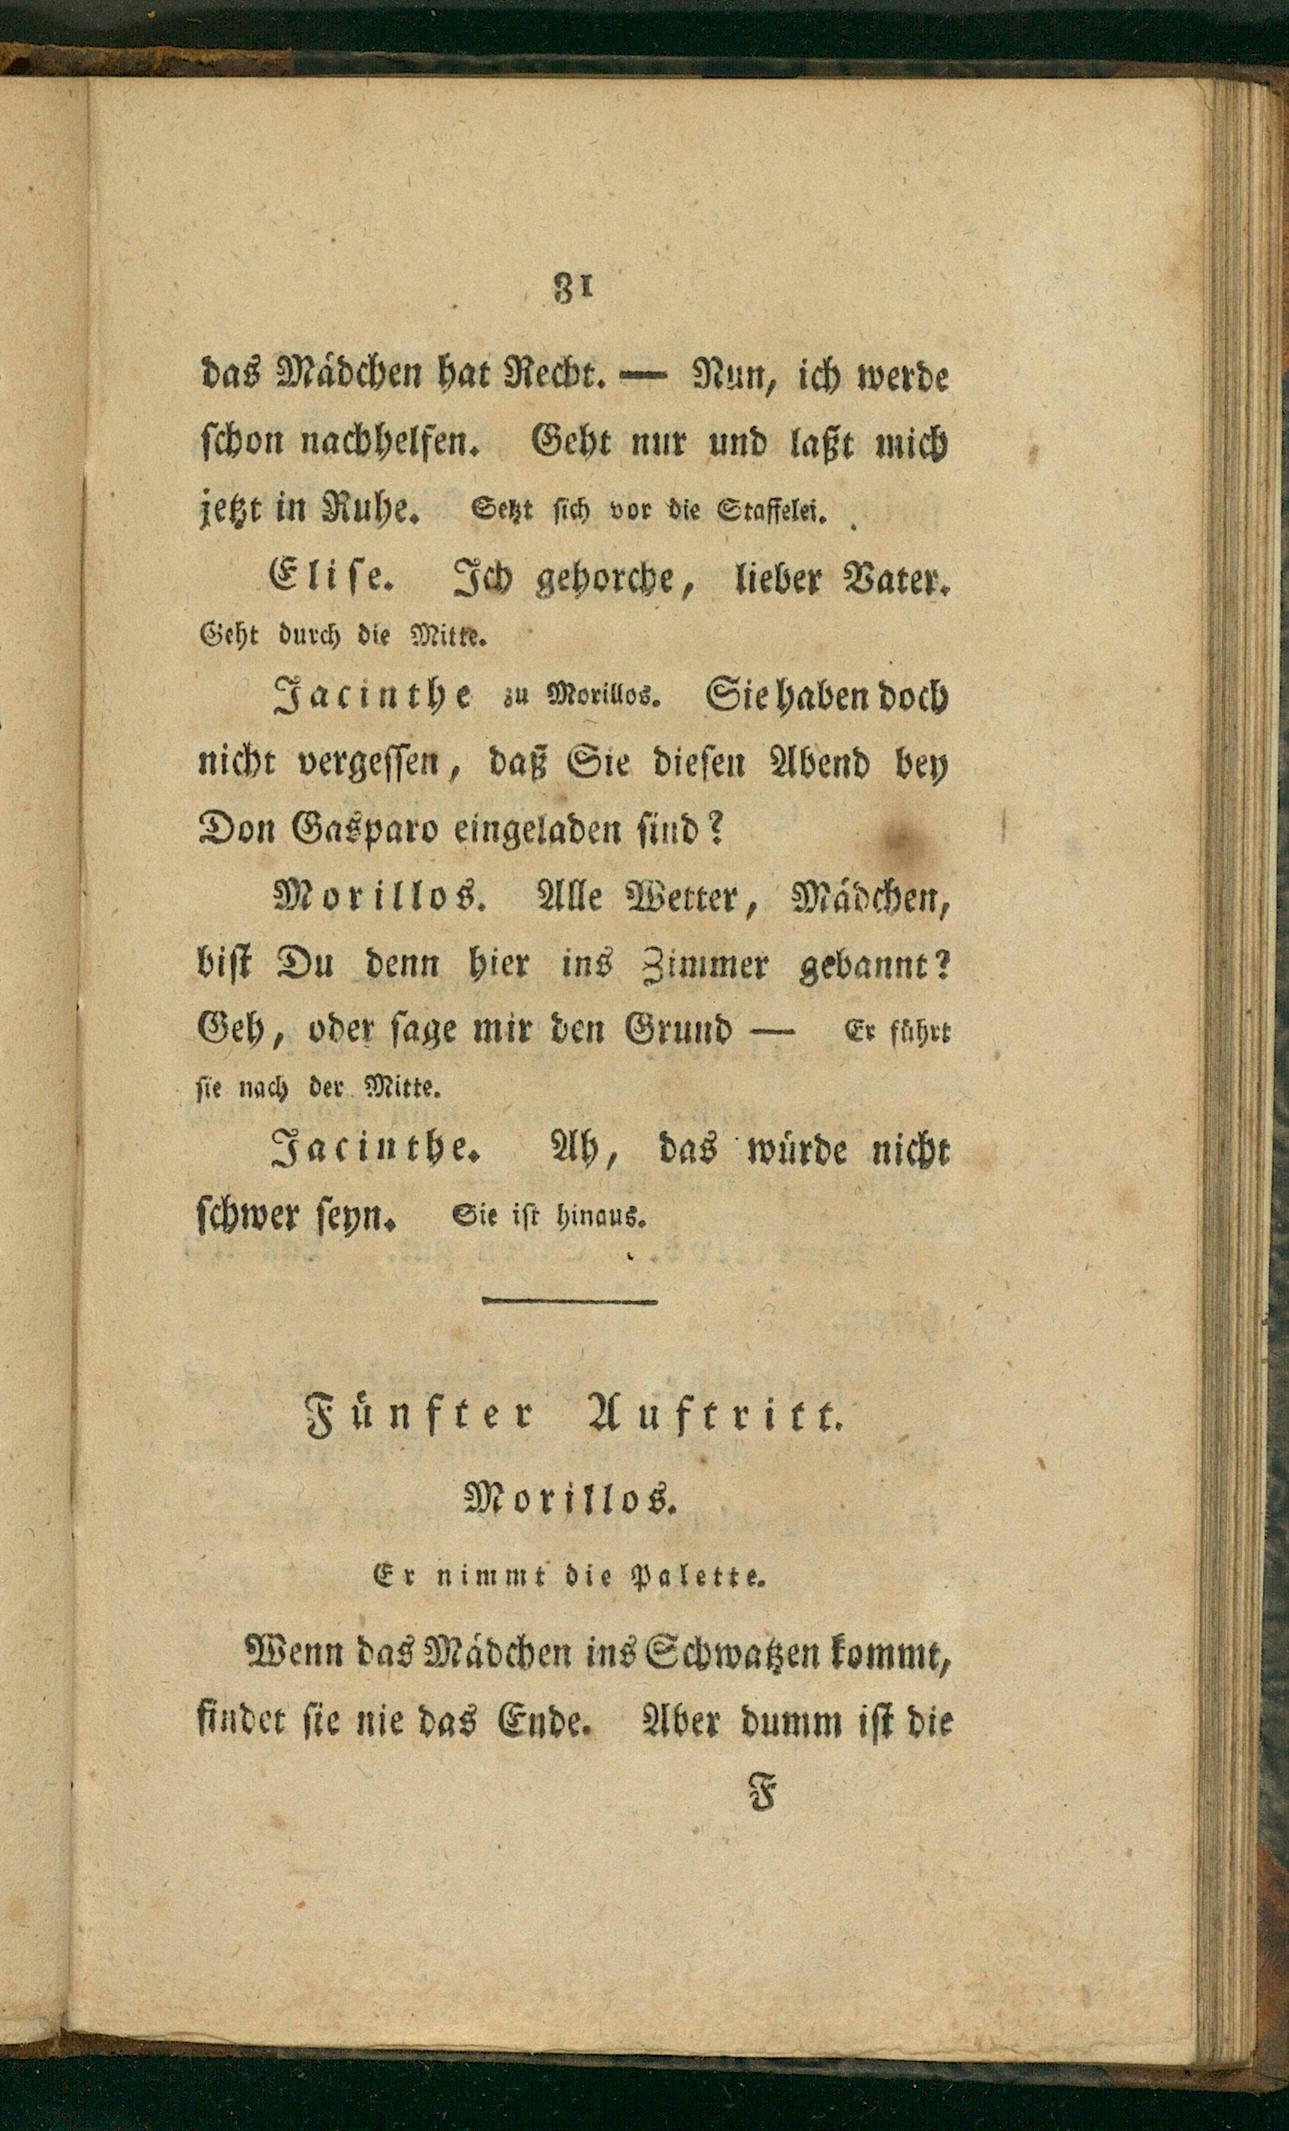 81
das Mädchen hat Recht. — Nun, ich werde
schon nachhelfen. Geht nur und laßt mich
jetzt in Ruhe. Setzt sich vor die Staffelei.
Elise. Ich gehorche, lieber Vater.
Geht durch die Mitte.
Jacinthe zu Morillos. Sie haben doch
nicht vergessen, daß Sie diesen Abend bey
Don Gasparo eingeladen sind?
Morillos. Alle Wetter, Mädchen,
bist Du denn hier ins Zimmer gebannt?
Geh, oder sage mir den Grund — Er führt
sie nach der Mitte.
Jacinthe. Ah, das würde nicht
schwer seyn. Sie ist hinaus.
Fünfter Auftritt.
Morillos.
Er nimmt die Palette.
Wenn das Mädchen ins Schwatzen kommt,
findet sie nie das Ende. Aber dumm ist die
F